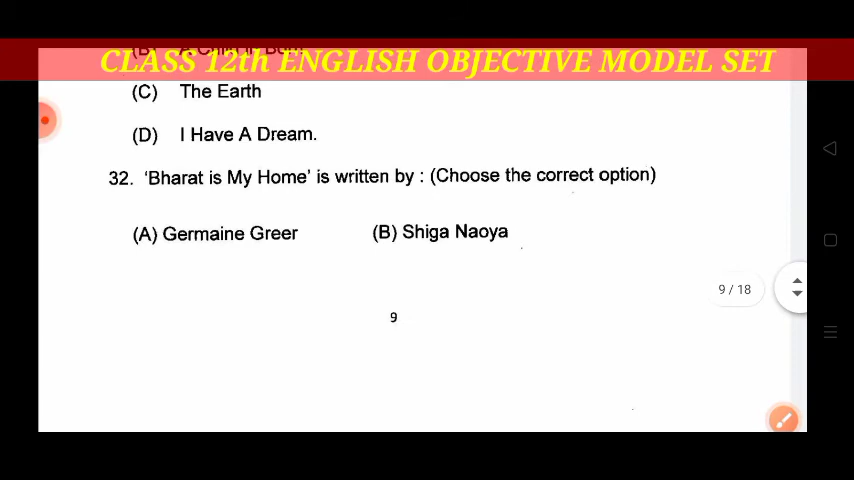 CLASS 12th ENGLISH OBJECTIVE MODEL SET
(C) The Earth
(D) I Have A Dream.
32. 'Bharat is My Home' is written by : (Choose the correct option)
(A) Germaine Greer (B) Shiga Naoya
9 / 18
9